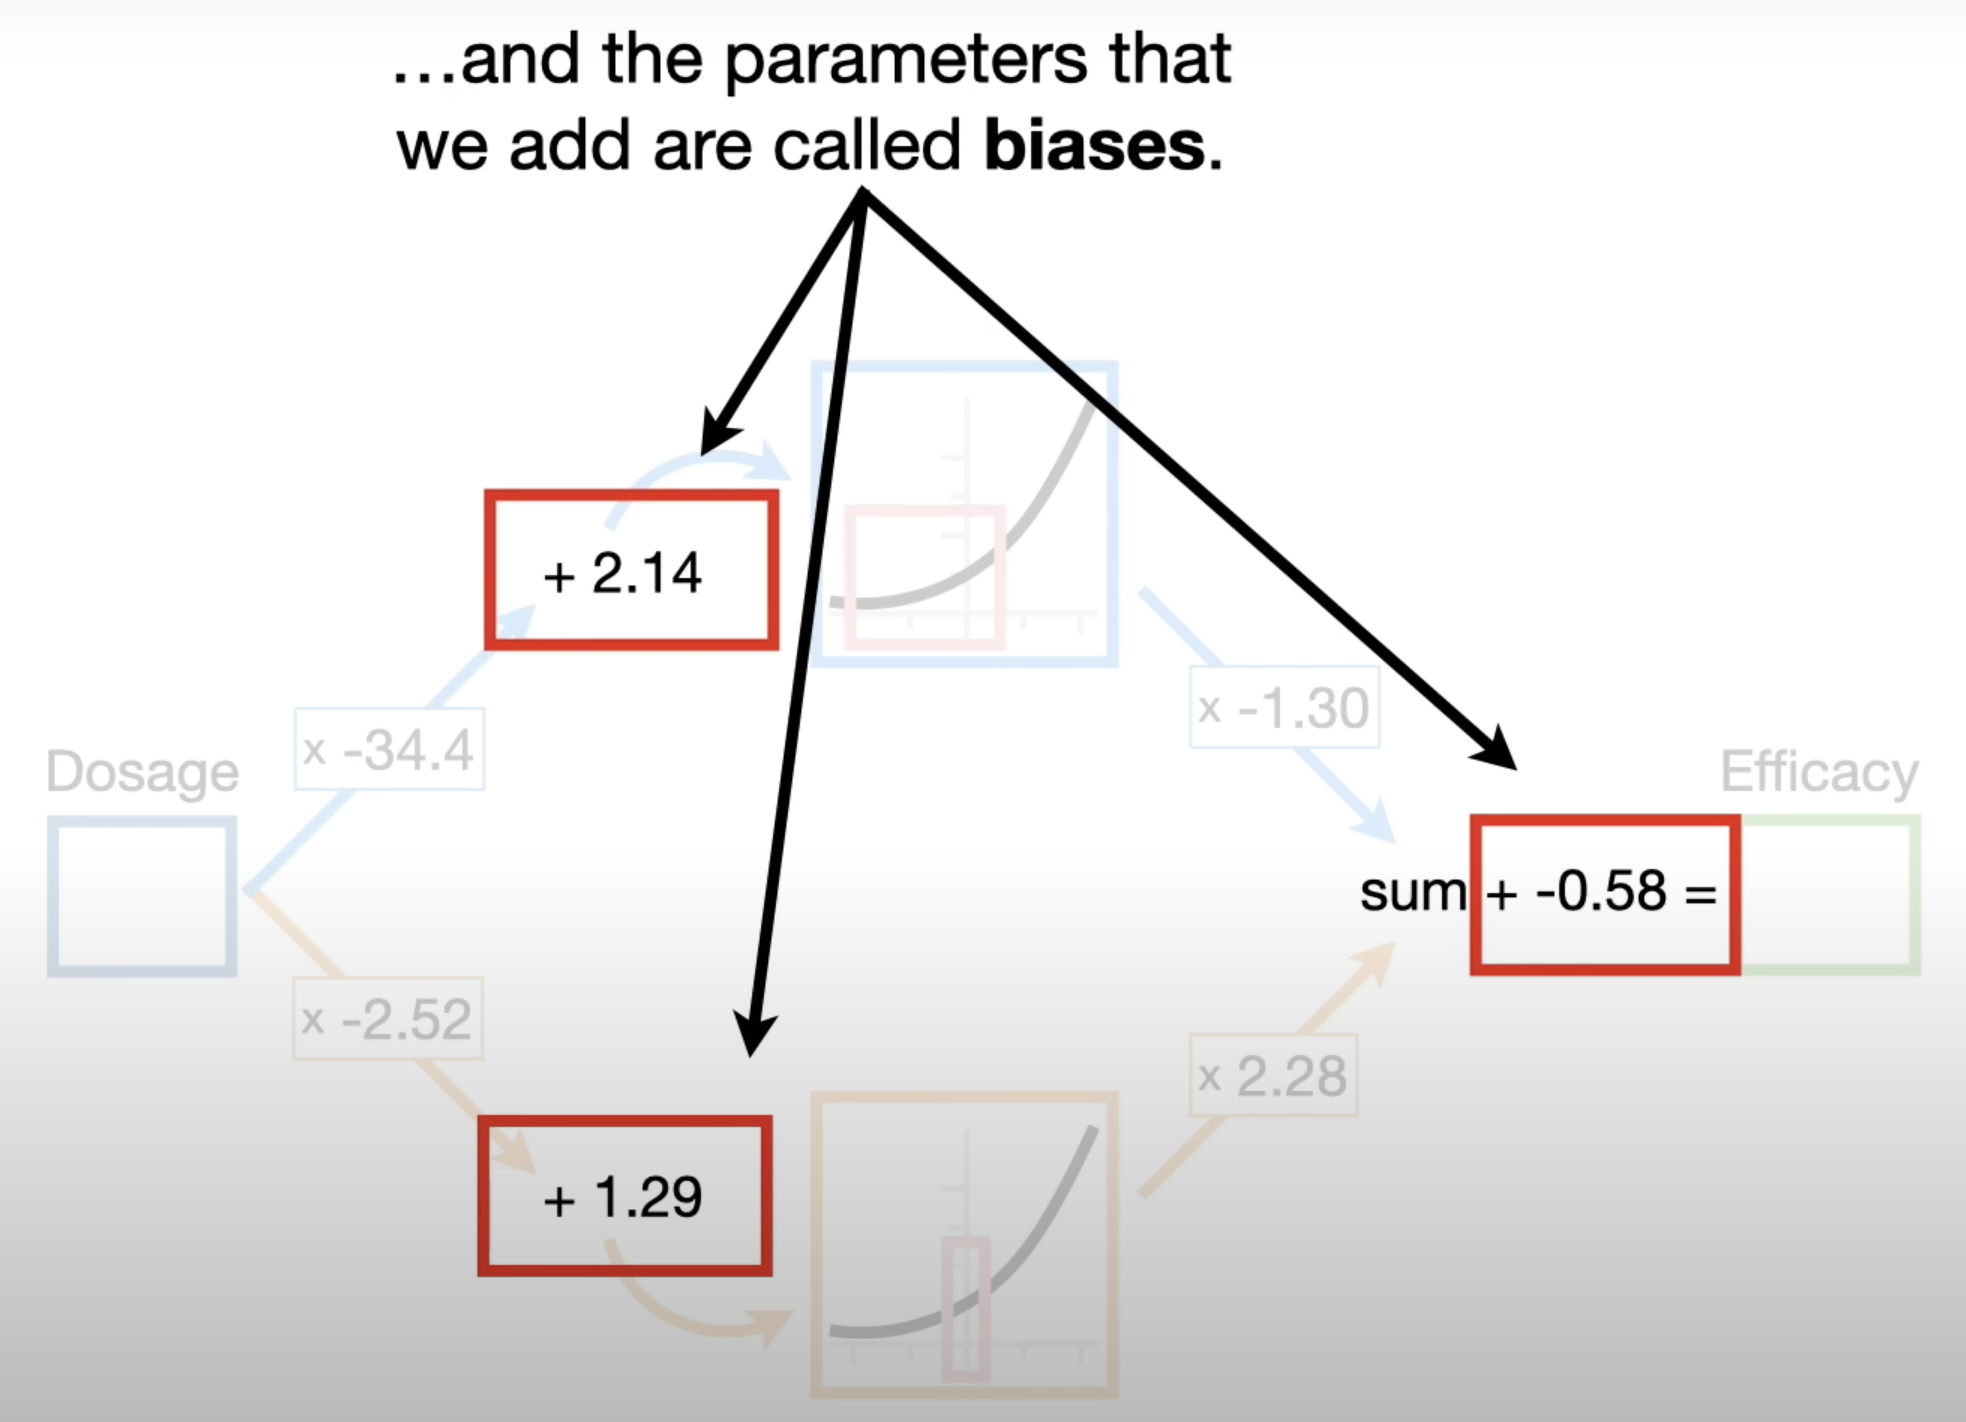 ...and the parameters that
we add are called biases.
+ 2.14
x -34.4
x -1.30
Dosage
Efficacy
sum + -0.58 =
x -2.52
x 2.28
+ 1.29